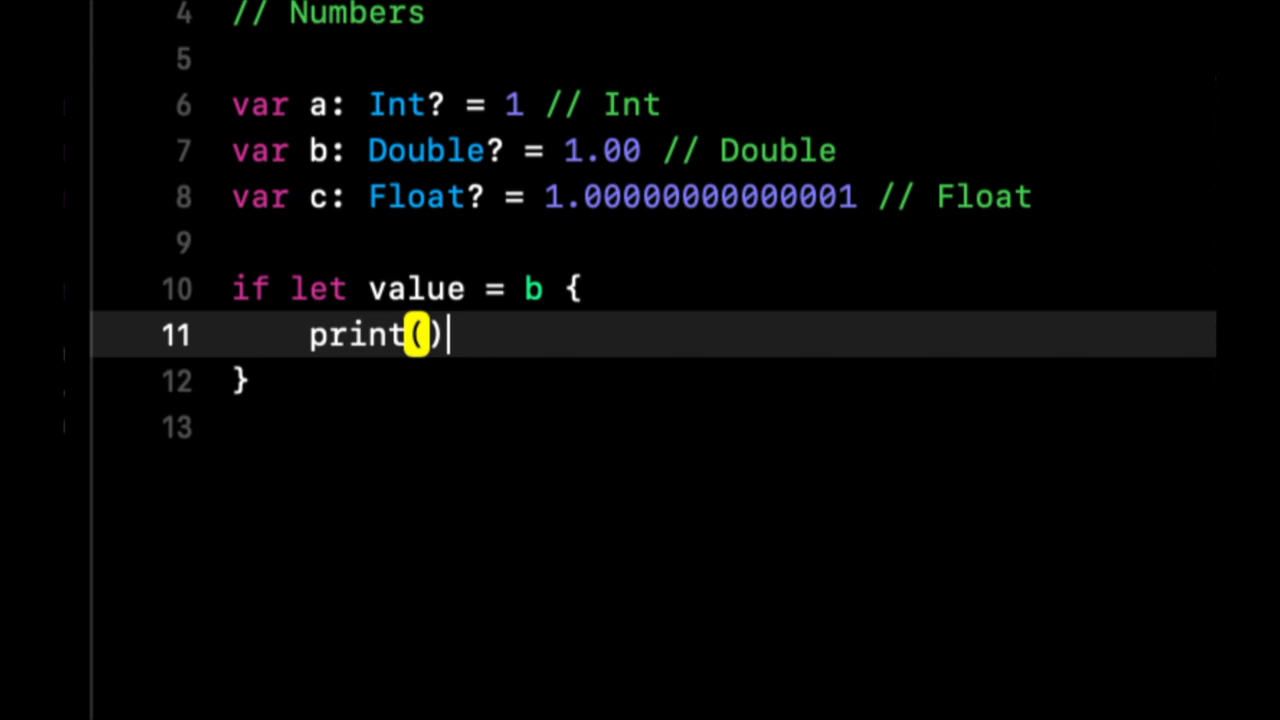 4 // Numbers
5
6 var a: Int? = 1 // Int
7 var b: Double? = 1.00 // Double
8 var c: Float? = 1.00000000000001 // Float
9
10 if let value = b {
11     print()
12 }
13